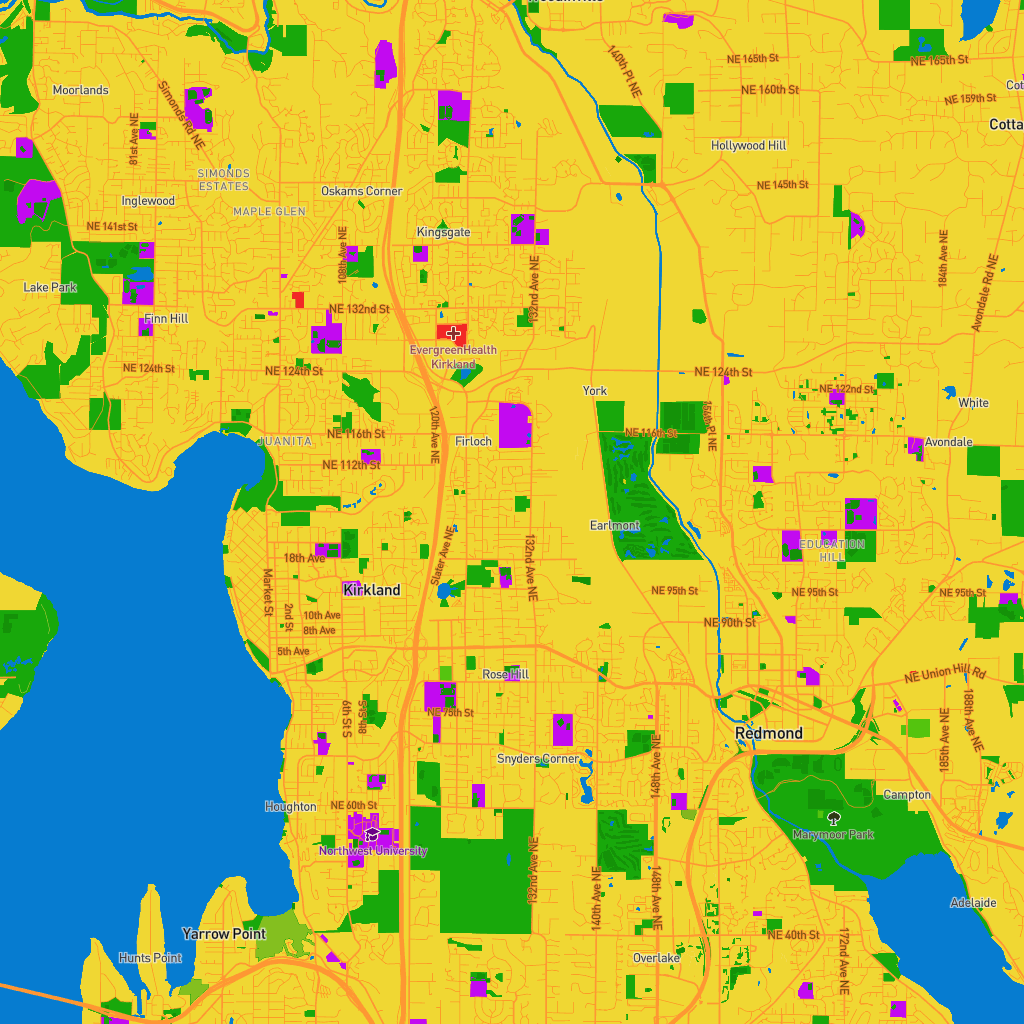 140th Pl NE
NE 165th St
NE 165th St
Moorlands
Simonds Rd NE
NE 160th St
NE 159th St
Cotta
81st Ave NE
Hollywood Hill
SIMONDS
ESTATES
Oskams Corner
NE 145th St
Inglewood
MAPLE GLEN
NE 141st St
Kingsgate
108th Ave NE
132nd Ave NE
184th Ave NE
Avondale Rd NE
Lake Park
Finn Hill
NE 132nd St
EvergreenHealth
Kirkland
NE 124th St
NE 124th St
NE 124th St
York
NE 122nd St
White
120th Ave NE
154th Pl NE
JUANITA
NE 116th St
Firloch
NE 116th St
Avondale
NE 112th St
Earlmont
EDUCATION
HILL
18th Ave
Slater Ave NE
132nd Ave NE
Market St
2nd St
Kirkland
NE 95th St
NE 95th St
NE 95th St
10th Ave
8th Ave
NE 90th St
5th Ave
Rose Hill
NE Union Hill Rd
6th St S
NE 75th St
185th Ave NE
188th Ave NE
Redmond
Snyders Corner
148th Ave NE
Houghton
NE 60th St
Campton
Northwest University
Marymoor Park
132nd Ave NE
140th Ave NE
148th Ave NE
Adelaide
Yarrow Point
NE 40th St
Hunts Point
Overlake
172nd Ave NE